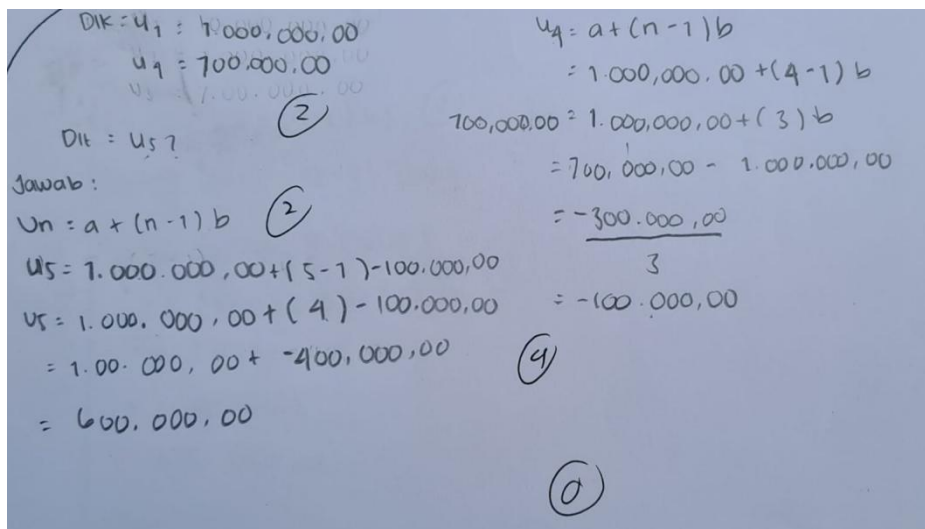 Dik = u1 = 1.000.000,00
u4 = 700.000.00
②
Dit = u5?
Jawab:
Un = a + (n-1) b ②
U5 = 1.000.000,00 + (5-1) -100.000,00
U5 = 1.000.000,00 + (4) - 100.000,00
= 1.00.000,00 + -400,000,00
= 600.000,00
u4 = a + (n-1) b
= 1.000,000.00 + (4-1) b
700,000.00 = 1.000,000,00 + (3) b
= 700,000,00 - 1.000.000,00
= -300.000,00
3
= -100.000,00
④
⓪